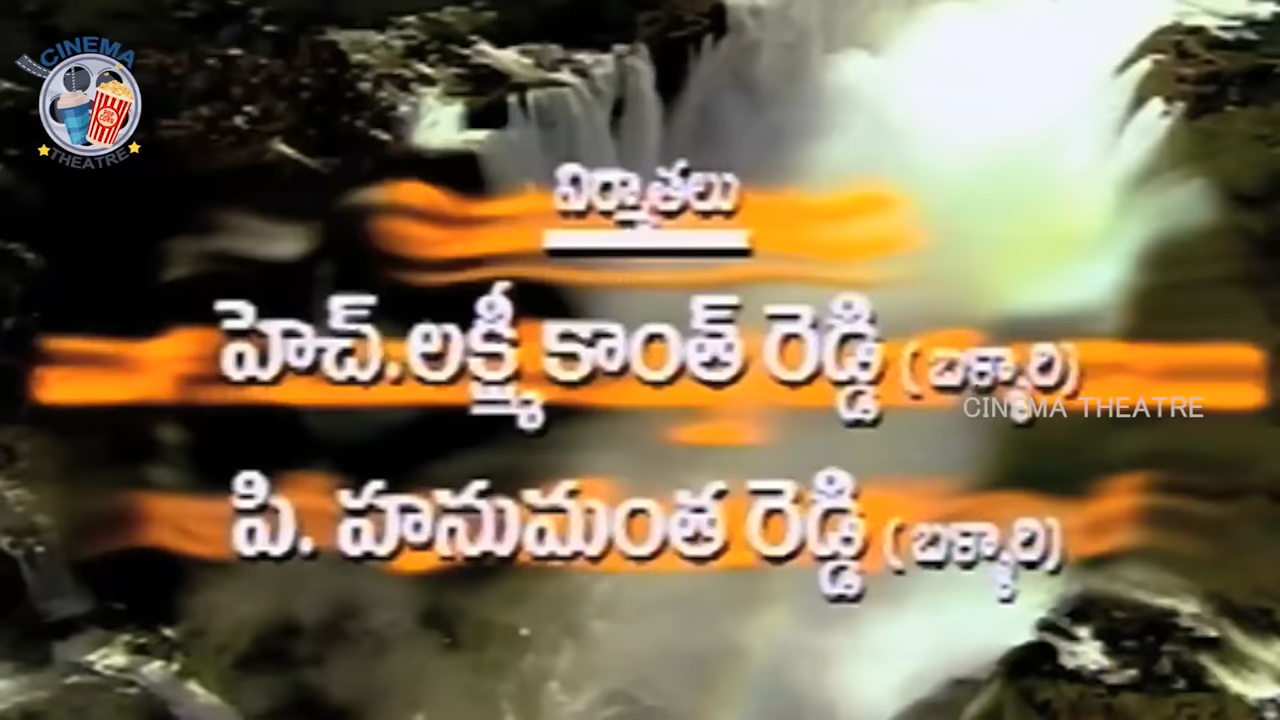 CINEMA
THEATRE
నిర్మాతలు
హెచ్.లక్ష్మీ కాంత్ రెడ్డి (బళ్ళారి)
CINEMA THEATRE
పి. హనుమంత రెడ్డి (బళ్ళారి)